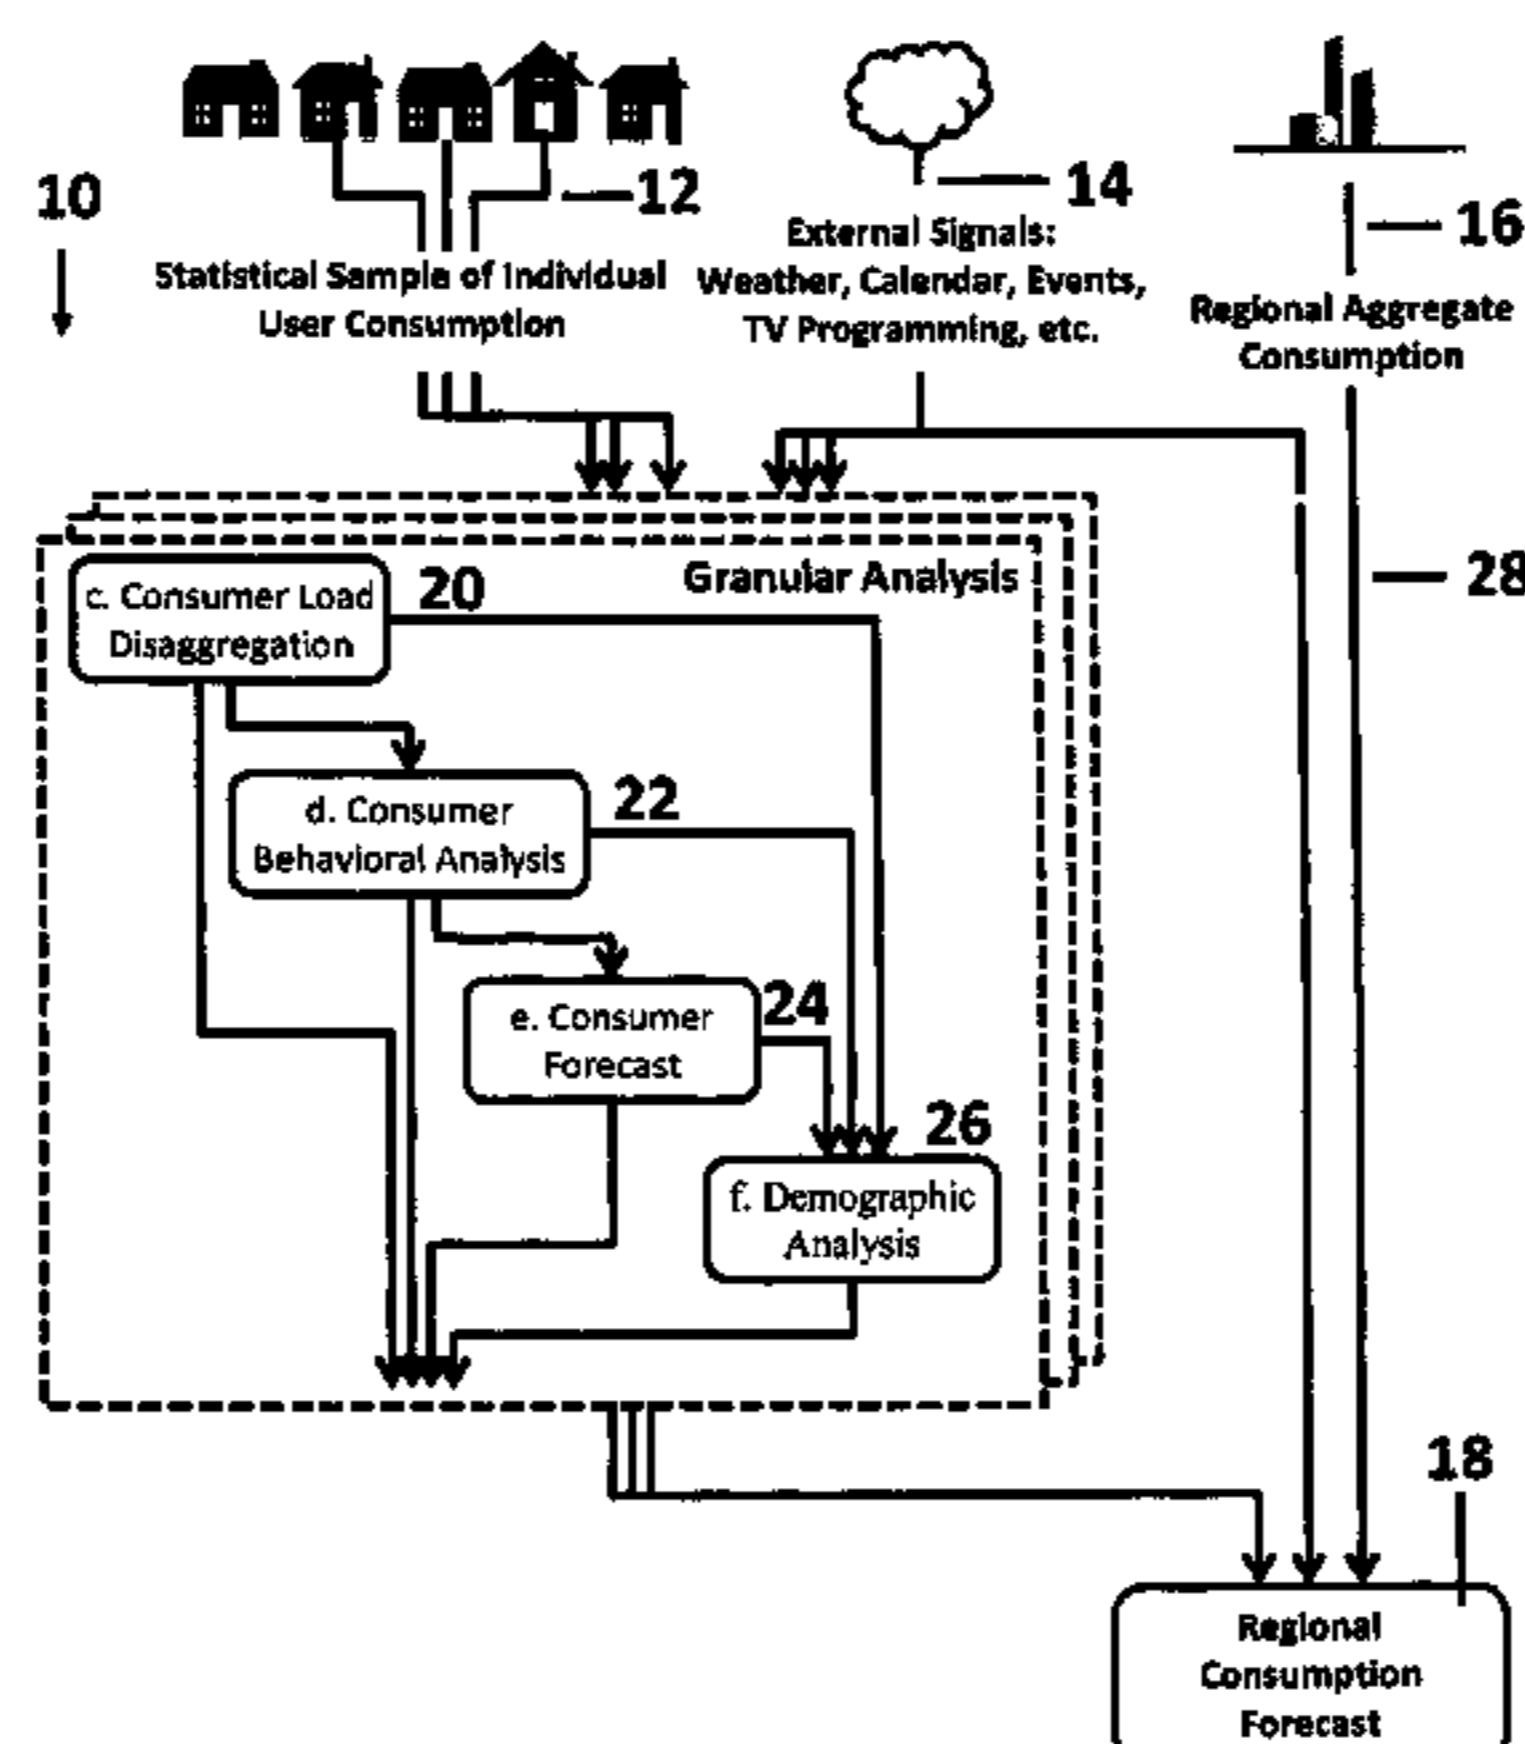 10
12
14
16
Statistical Sample of Individual
User Consumption
External Signals:
Weather, Calendar, Events,
TV Programming, etc.
Regional Aggregate
Consumption
28
Granular Analysis
c. Consumer Load
Disaggregation
20
d. Consumer
Behavioral Analysis
22
e. Consumer
Forecast
24
26
f. Demographic
Analysis
18
Regional
Consumption
Forecast